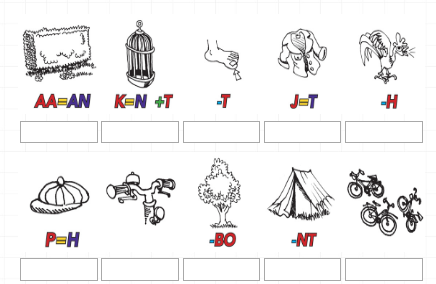 AA=AN K=N +T -T J=T -H
P=H -BO -NT